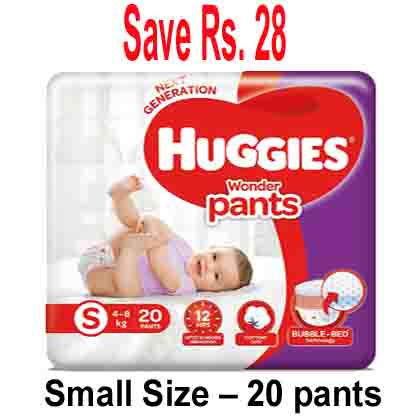 Save Rs. 28
NEXT
GENERATION
HUGGIES®
Wonder
pants
S
4-8
kg
20
PANTS
12
HRS
BUBBLE-BED
Technology
Small Size – 20 pants